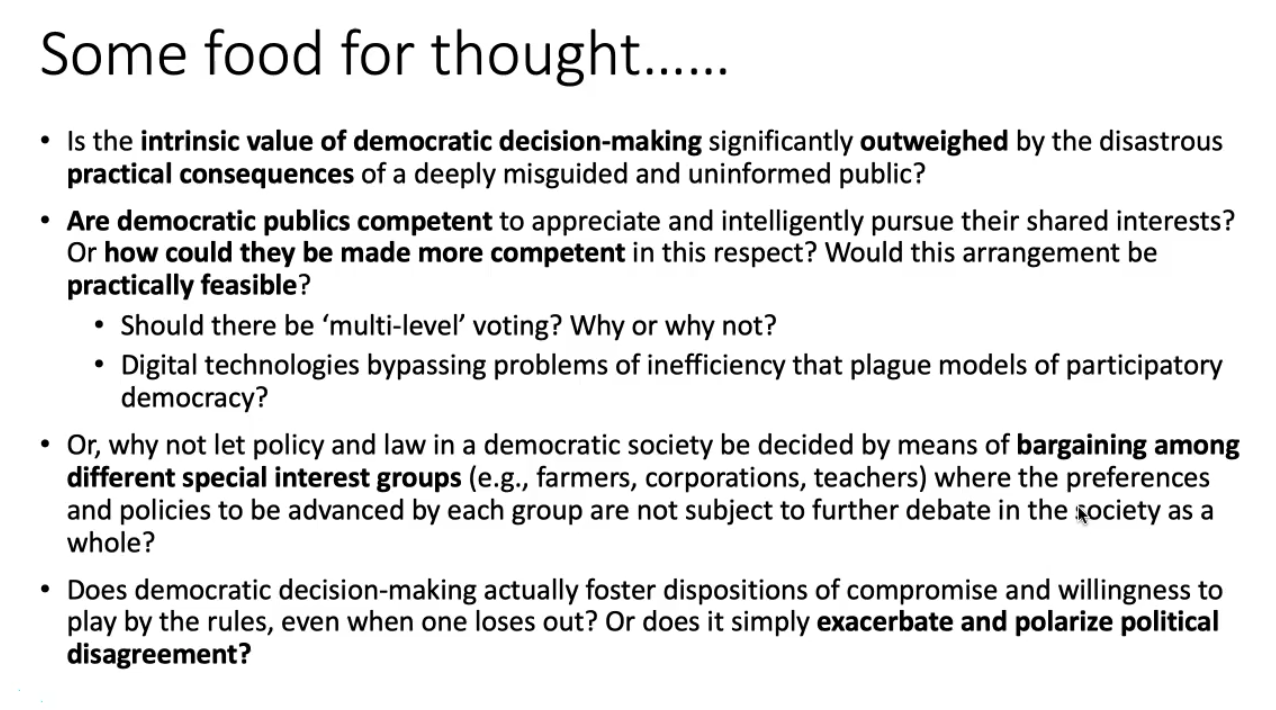 Some food for thought......
• Is the intrinsic value of democratic decision-making significantly outweighed by the disastrous
practical consequences of a deeply misguided and uninformed public?
• Are democratic publics competent to appreciate and intelligently pursue their shared interests?
Or how could they be made more competent in this respect? Would this arrangement be
practically feasible?
• Should there be ‘multi-level’ voting? Why or why not?
• Digital technologies bypassing problems of inefficiency that plague models of participatory
democracy?
• Or, why not let policy and law in a democratic society be decided by means of bargaining among
different special interest groups (e.g., farmers, corporations, teachers) where the preferences
and policies to be advanced by each group are not subject to further debate in the society as a
whole?
• Does democratic decision-making actually foster dispositions of compromise and willingness to
play by the rules, even when one loses out? Or does it simply exacerbate and polarize political
disagreement?